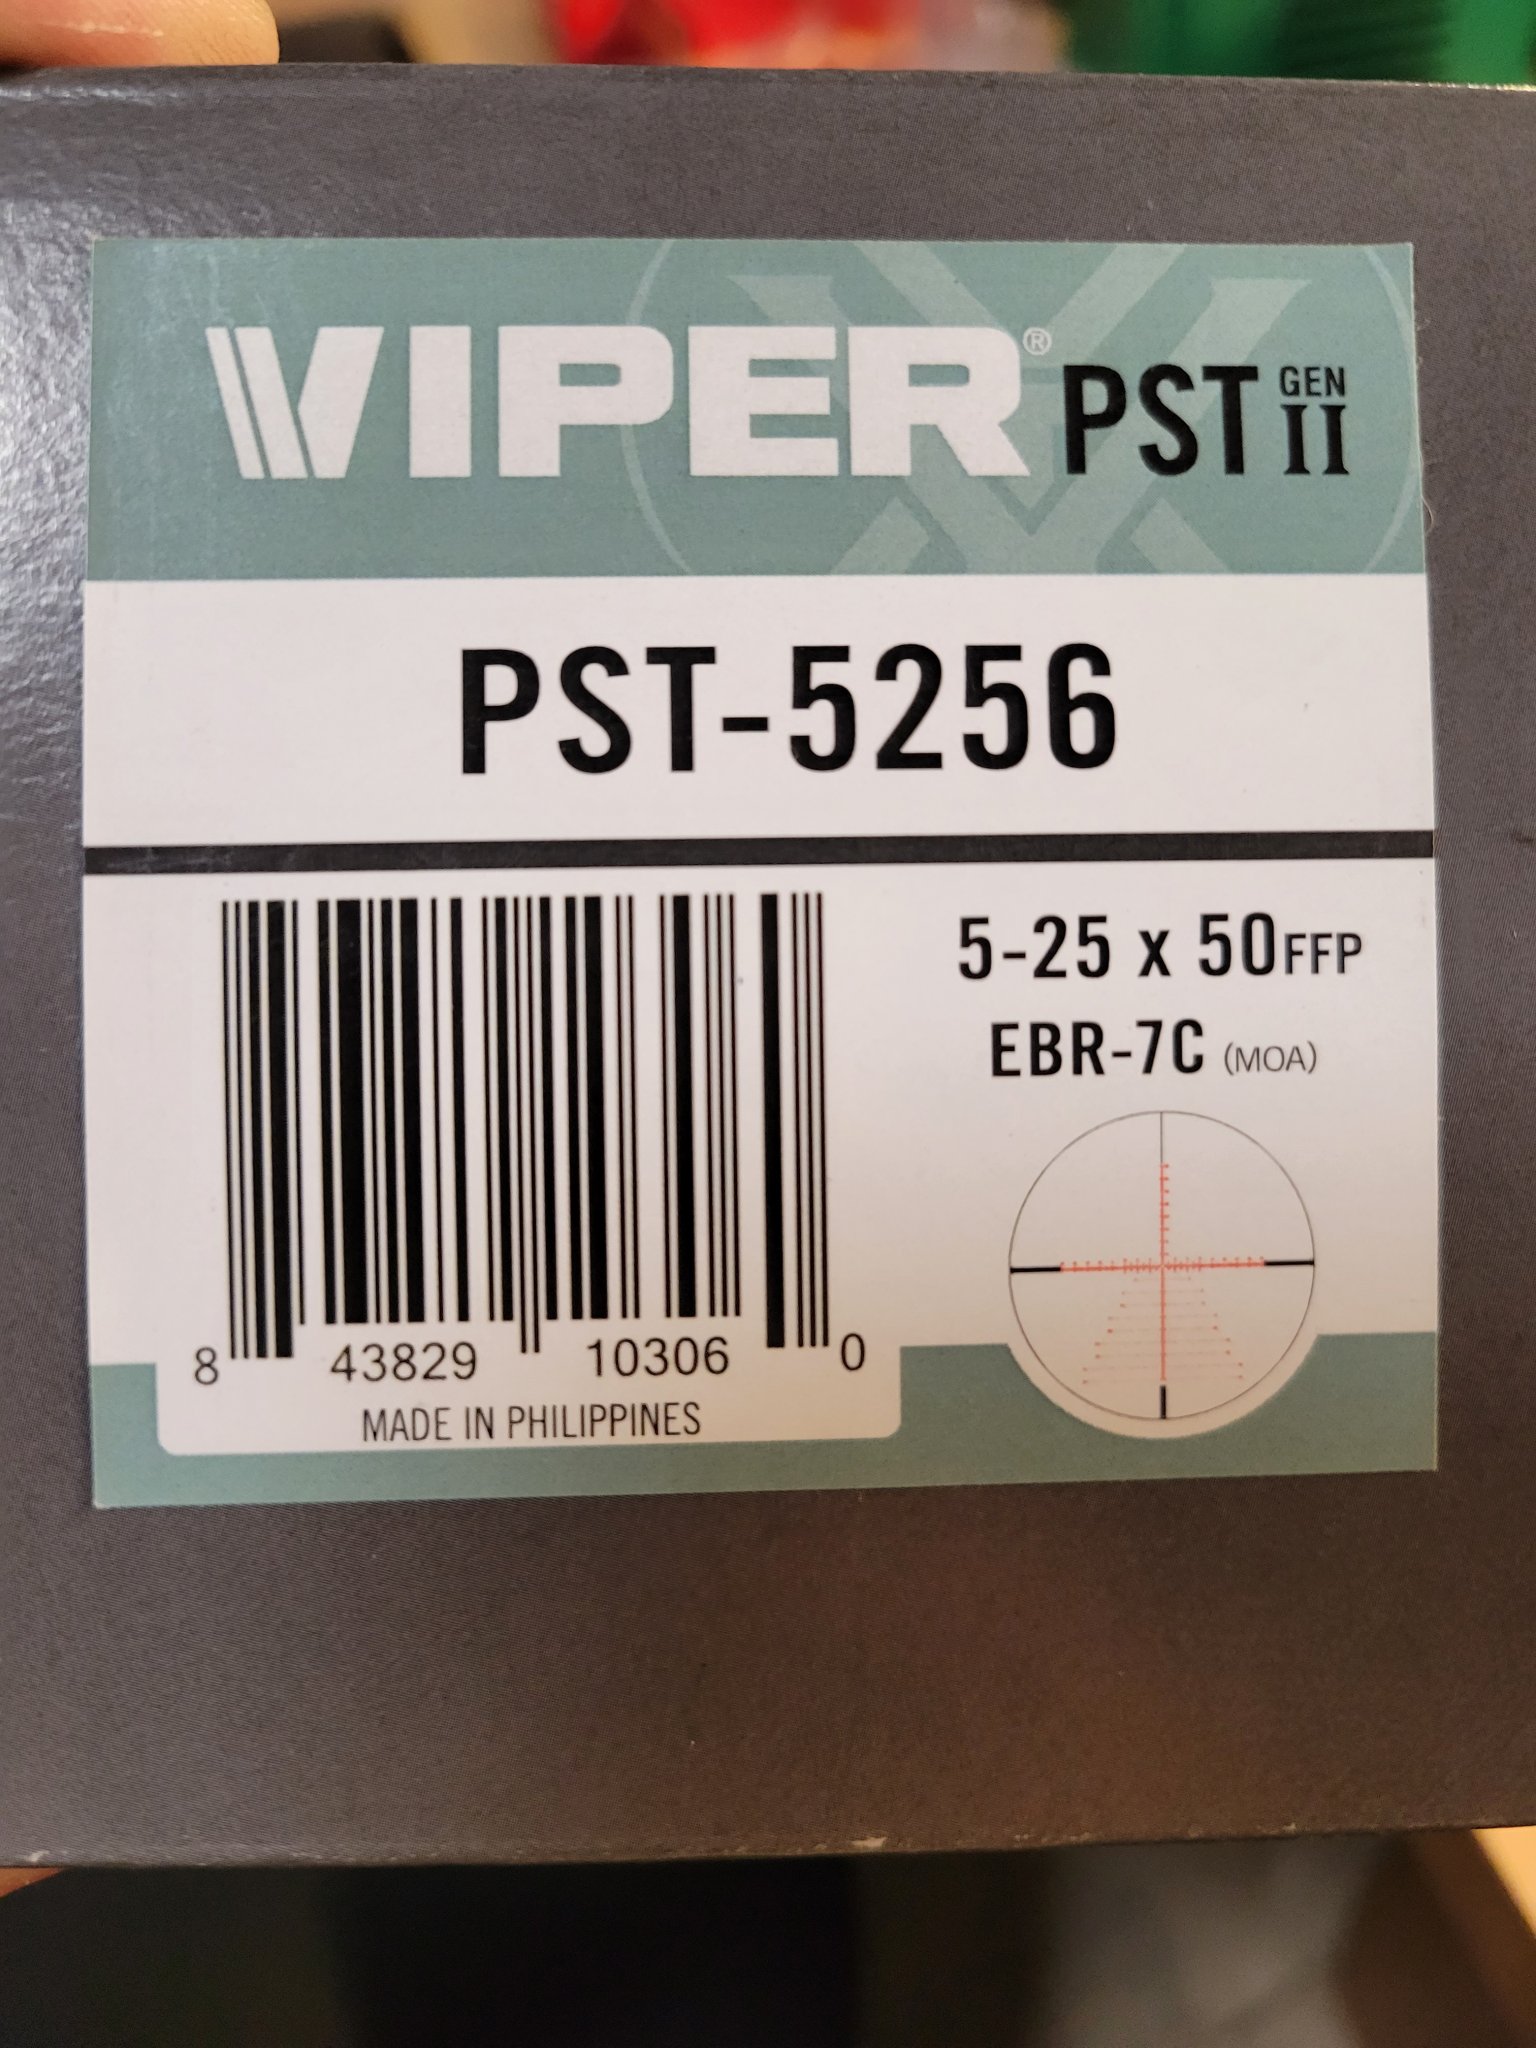 VIPER® PST GEN II
PST-5256
5-25 x 50FFP
EBR-7C (MOA)
8 43829 10306 0
MADE IN PHILIPPINES